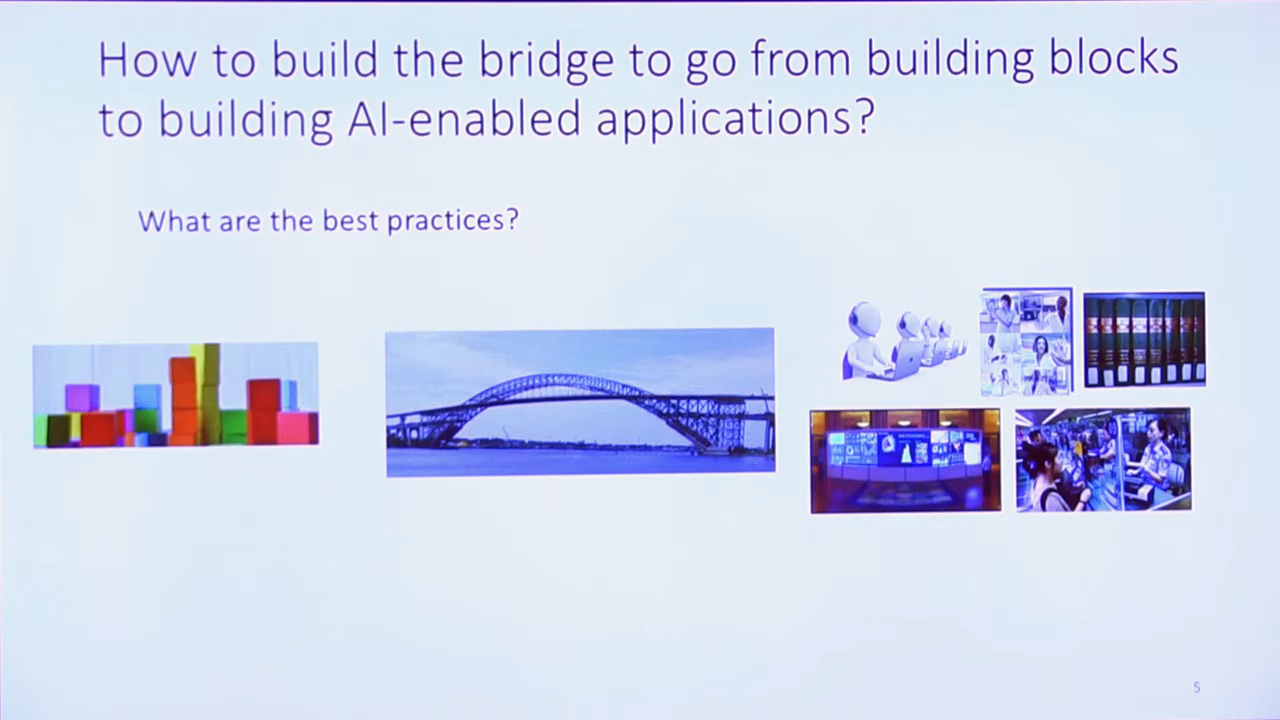 How to build the bridge to go from building blocks
to building AI-enabled applications?
What are the best practices?
5